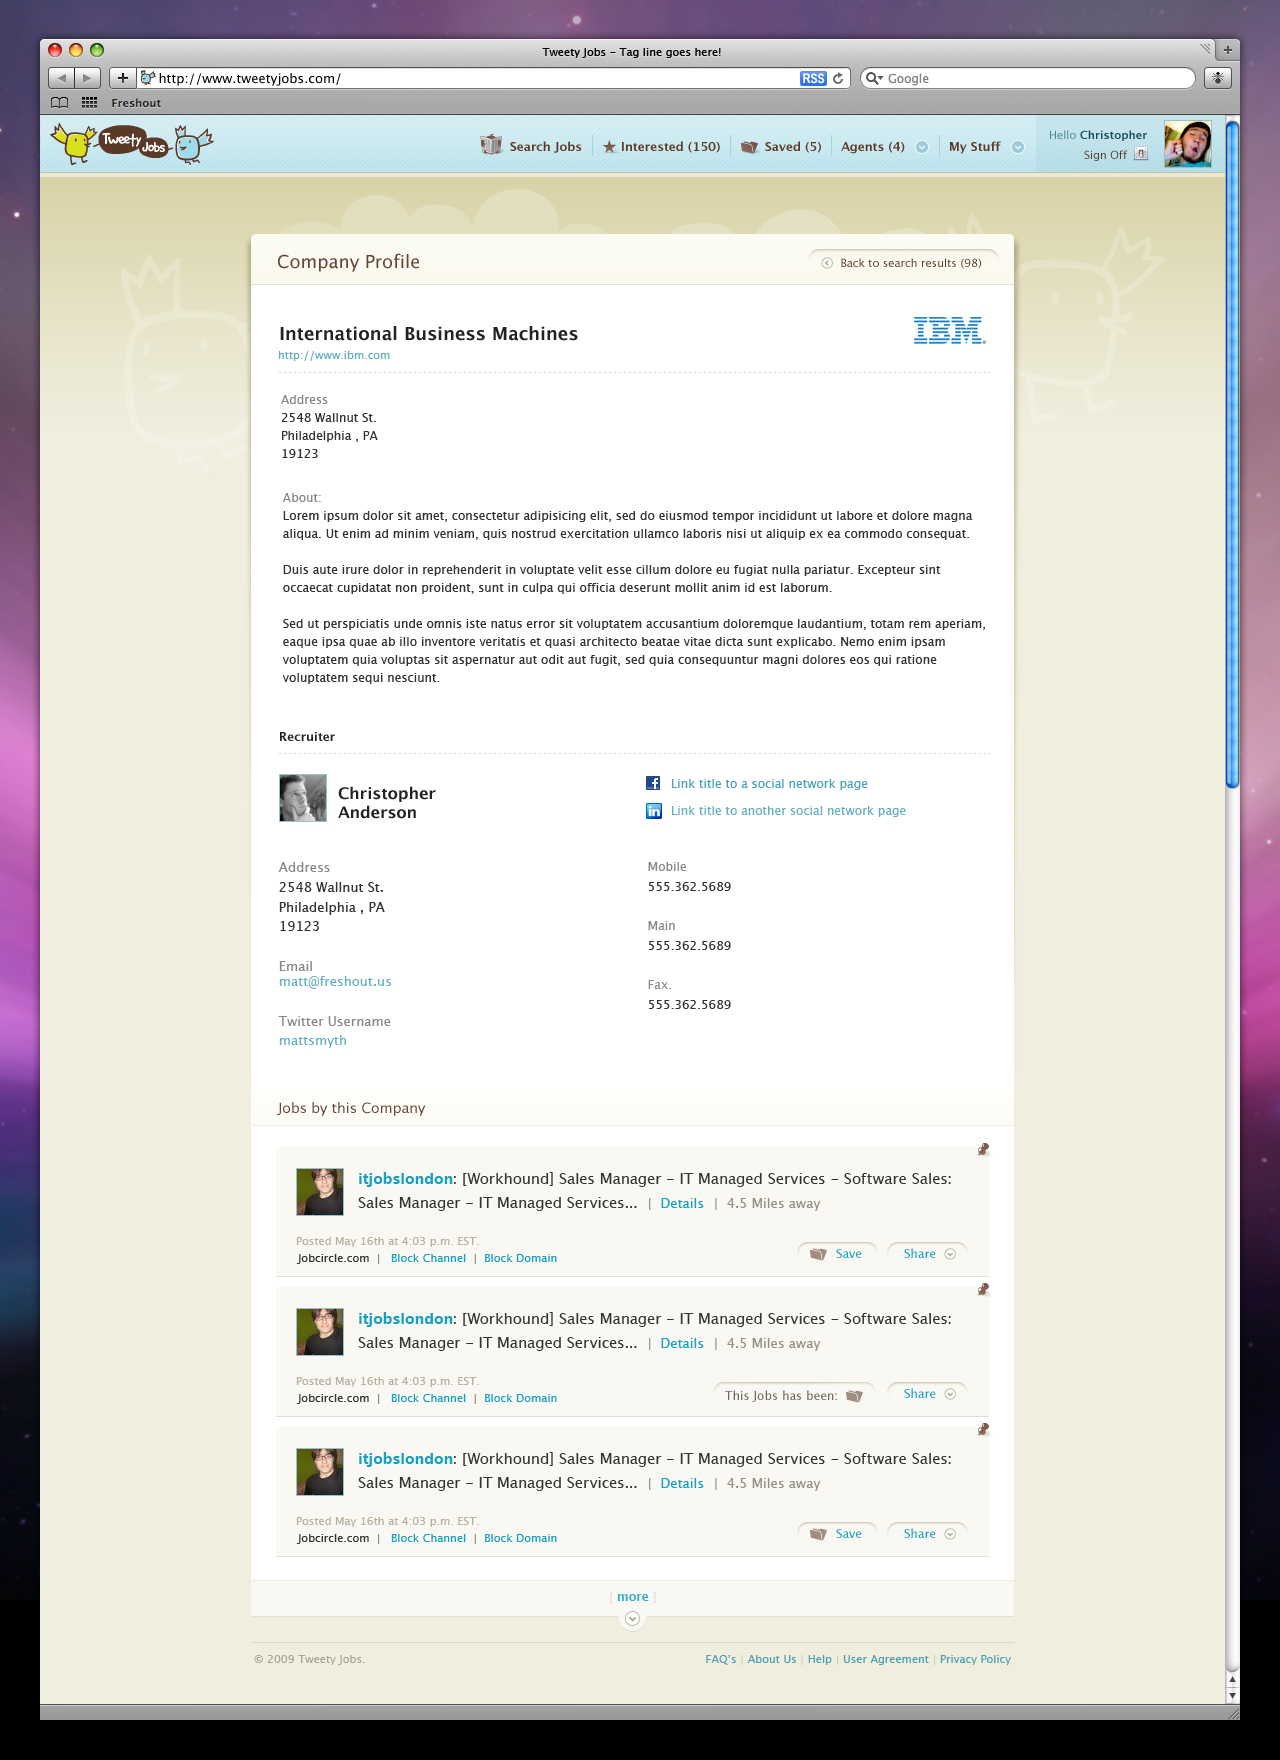 Tweety Jobs – Tag line goes here!
http://www.tweetyjobs.com/
RSS
Google
Freshout
Tweety Jobs
Search Jobs
Interested (150)
Saved (5)
Agents (4)
My Stuff
Hello Christopher
Sign Off
Company Profile
Back to search results (98)
International Business Machines
IBM
http://www.ibm.com
Address
2548 Wallnut St.
Philadelphia , PA
19123
About:
Lorem ipsum dolor sit amet, consectetur adipisicing elit, sed do eiusmod tempor incididunt ut labore et dolore magna
aliqua. Ut enim ad minim veniam, quis nostrud exercitation ullamco laboris nisi ut aliquip ex ea commodo consequat.
Duis aute irure dolor in reprehenderit in voluptate velit esse cillum dolore eu fugiat nulla pariatur. Excepteur sint
occaecat cupidatat non proident, sunt in culpa qui officia deserunt mollit anim id est laborum.
Sed ut perspiciatis unde omnis iste natus error sit voluptatem accusantium doloremque laudantium, totam rem aperiam,
eaque ipsa quae ab illo inventore veritatis et quasi architecto beatae vitae dicta sunt explicabo. Nemo enim ipsam
voluptatem quia voluptas sit aspernatur aut odit aut fugit, sed quia consequuntur magni dolores eos qui ratione
voluptatem sequi nesciunt.
Recruiter
Christopher
Anderson
Link title to a social network page
Link title to another social network page
Address
2548 Wallnut St.
Philadelphia , PA
19123
Email
matt@freshout.us
Twitter Username
mattsmyth
Mobile
555.362.5689
Main
555.362.5689
Fax.
555.362.5689
Jobs by this Company
itjobslondon: [Workhound] Sales Manager – IT Managed Services – Software Sales:
Sales Manager – IT Managed Services... | Details | 4.5 Miles away
Posted May 16th at 4:03 p.m. EST.
Jobcircle.com | Block Channel | Block Domain
Save
Share
itjobslondon: [Workhound] Sales Manager – IT Managed Services – Software Sales:
Sales Manager – IT Managed Services... | Details | 4.5 Miles away
Posted May 16th at 4:03 p.m. EST.
Jobcircle.com | Block Channel | Block Domain
This Jobs has been:
Share
itjobslondon: [Workhound] Sales Manager – IT Managed Services – Software Sales:
Sales Manager – IT Managed Services... | Details | 4.5 Miles away
Posted May 16th at 4:03 p.m. EST.
Jobcircle.com | Block Channel | Block Domain
Save
Share
[ more ]
© 2009 Tweety Jobs.
FAQ's | About Us | Help | User Agreement | Privacy Policy